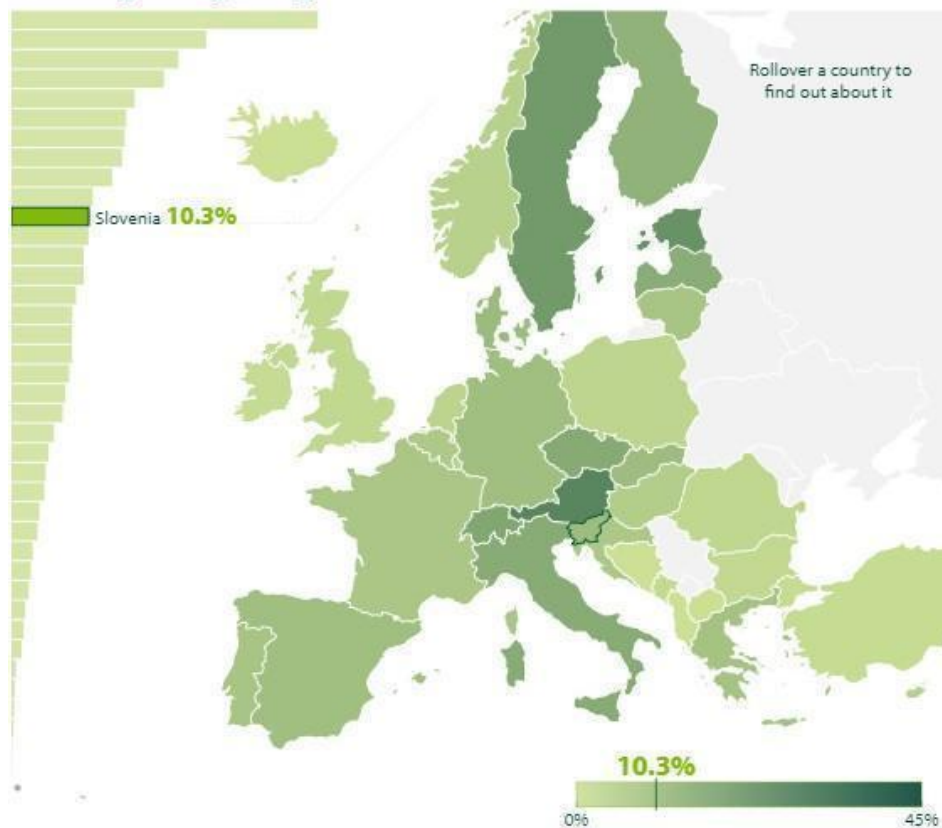 Rollover a country to
find out about it
Slovenia 10.3%
10.3%
0%
45%